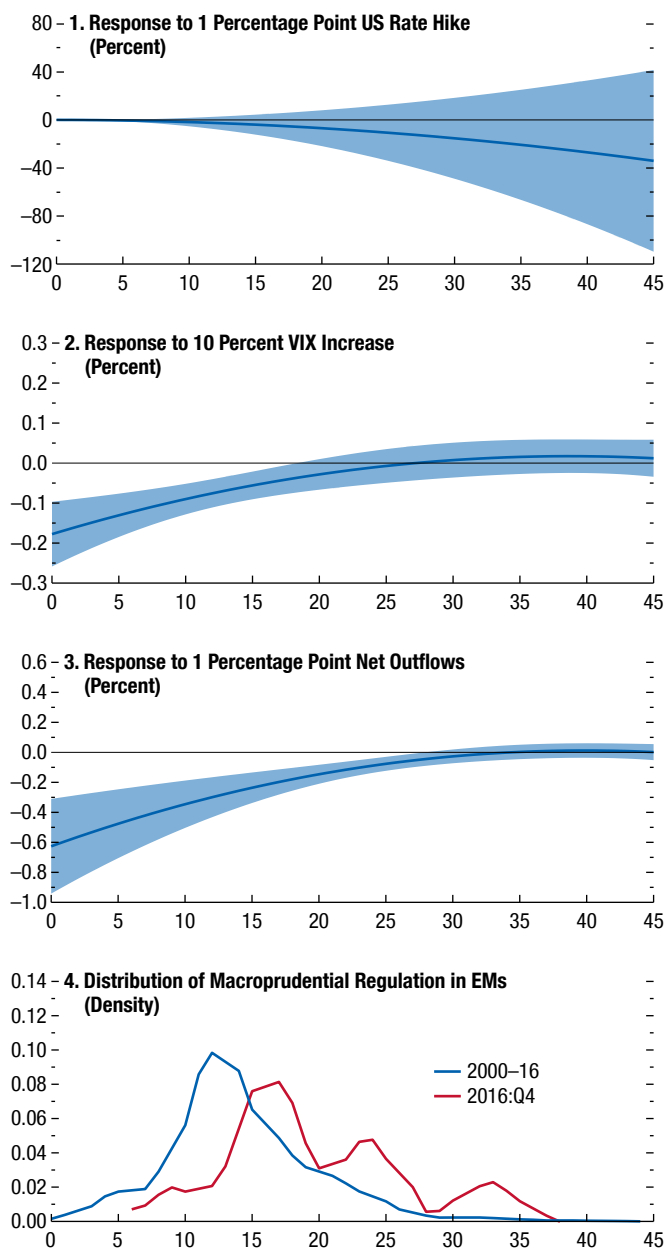 1. Response to 1 Percentage Point US Rate Hike
(Percent)
80
40
0
–40
–80
–120
0 5 10 15 20 25 30 35 40 45
2. Response to 10 Percent VIX Increase
(Percent)
0.3
0.2
0.1
0.0
–0.1
–0.2
–0.3
0 5 10 15 20 25 30 35 40 45
3. Response to 1 Percentage Point Net Outflows
(Percent)
0.6
0.4
0.2
0.0
–0.2
–0.4
–0.6
–0.8
–1.0
0 5 10 15 20 25 30 35 40 45
4. Distribution of Macroprudential Regulation in EMs
(Density)
0.14
0.12
0.10
0.08
0.06
0.04
0.02
0.00
2000–16
2016:Q4
0 5 10 15 20 25 30 35 40 45